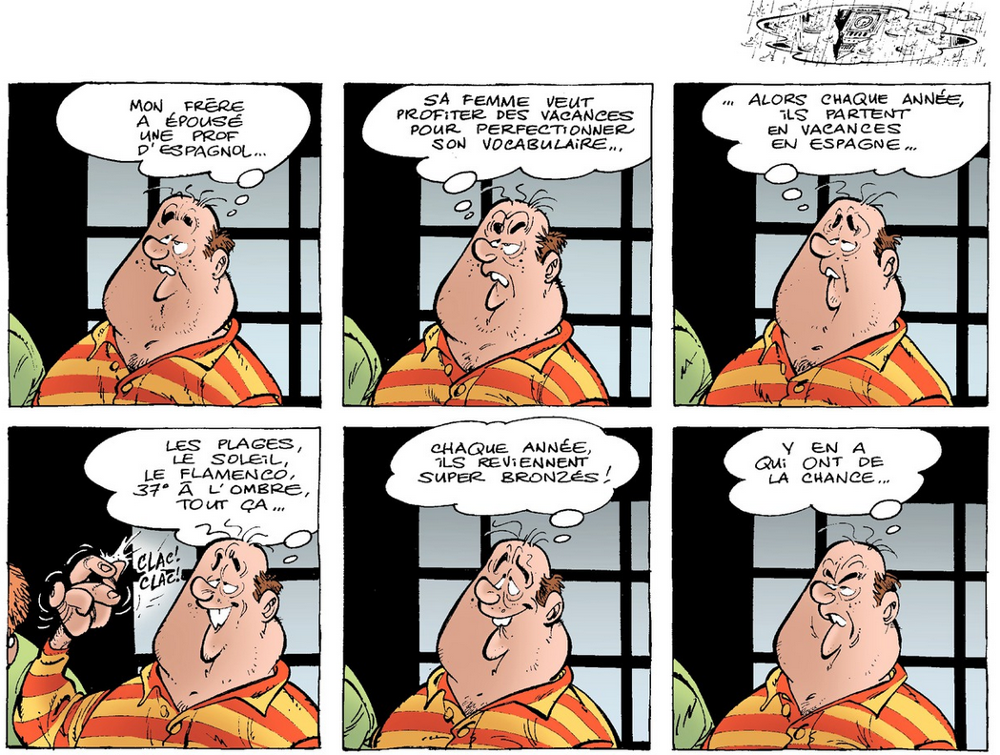 MON FRÈRE
A ÉPOUSÉ
UNE PROF
D'ESPAGNOL...
SA FEMME VEUT
PROFITER DES VACANCES
POUR PERFECTIONNER
SON VOCABULAIRE...
... ALORS CHAQUE ANNÉE,
ILS PARTENT
EN VACANCES
EN ESPAGNE...
LES PLAGES,
LE SOLEIL,
LE FLAMENCO,
37° À L'OMBRE,
TOUT ÇA...
CLAC!
CLAC!
CHAQUE ANNÉE,
ILS REVIENNENT
SUPER BRONZÉS !
Y EN A
QUI ONT DE
LA CHANCE...